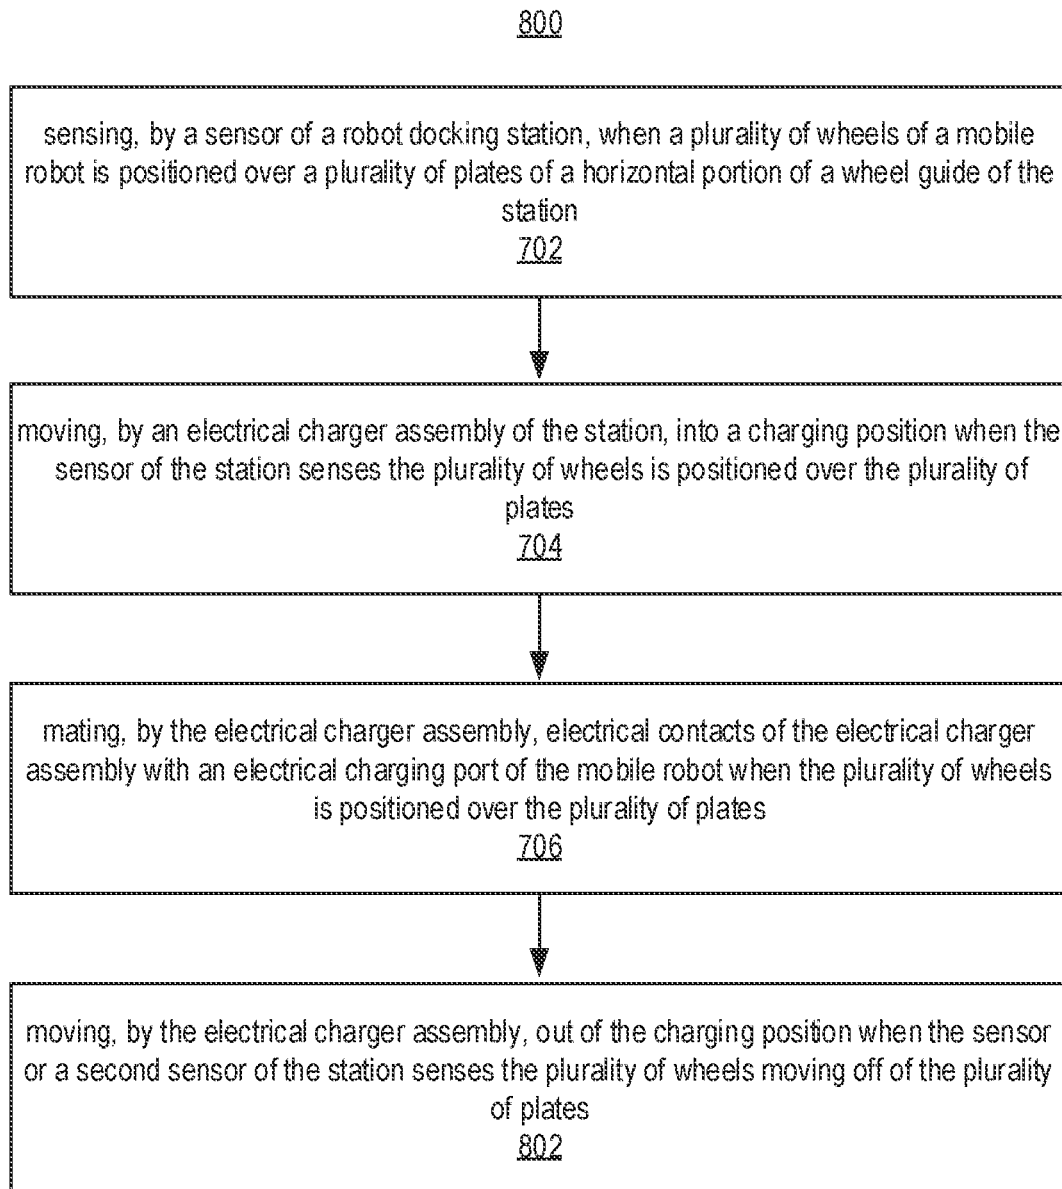 800
sensing, by a sensor of a robot docking station, when a plurality of wheels of a mobile
robot is positioned over a plurality of plates of a horizontal portion of a wheel guide of the
station
702
moving, by an electrical charger assembly of the station, into a charging position when the
sensor of the station senses the plurality of wheels is positioned over the plurality of
plates
704
mating, by the electrical charger assembly, electrical contacts of the electrical charger
assembly with an electrical charging port of the mobile robot when the plurality of wheels
is positioned over the plurality of plates
706
moving, by the electrical charger assembly, out of the charging position when the sensor
or a second sensor of the station senses the plurality of wheels moving off of the plurality
of plates
802